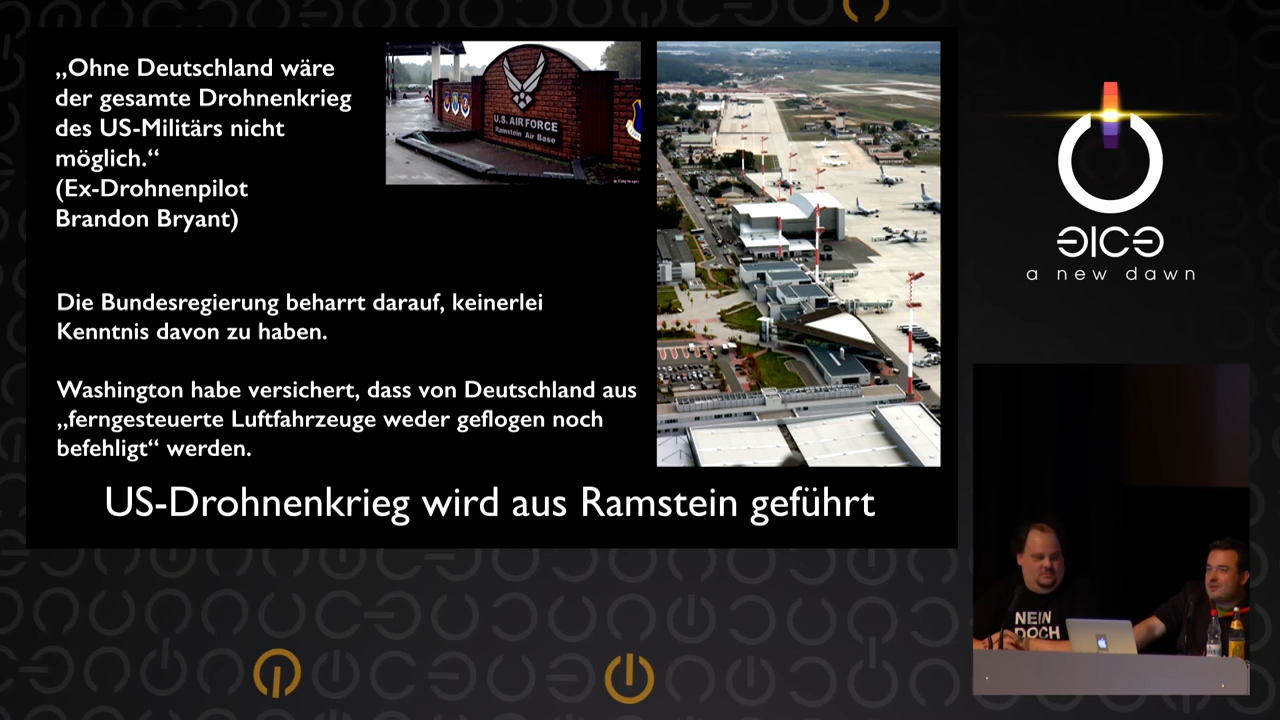 „Ohne Deutschland wäre
der gesamte Drohnenkrieg
des US-Militärs nicht
möglich.“
(Ex-Drohnenpilot
Brandon Bryant)
U.S. AIR FORCE
Ramstein Air Base
Die Bundesregierung beharrt darauf, keinerlei
Kenntnis davon zu haben.
Washington habe versichert, dass von Deutschland aus
„ferngesteuerte Luftfahrzeuge weder geflogen noch
befehligt“ werden.
US-Drohnenkrieg wird aus Ramstein geführt
a new dawn
NEIN
DOCH